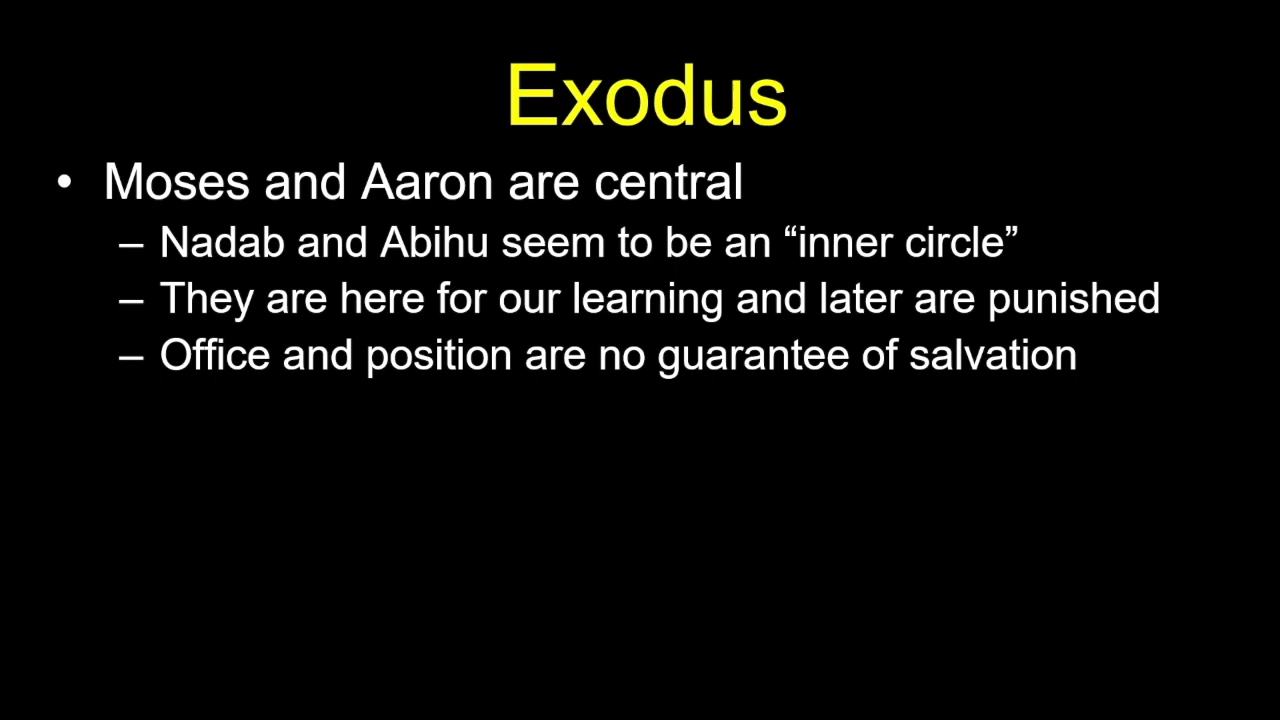 Exodus
• Moses and Aaron are central
– Nadab and Abihu seem to be an “inner circle”
– They are here for our learning and later are punished
– Office and position are no guarantee of salvation